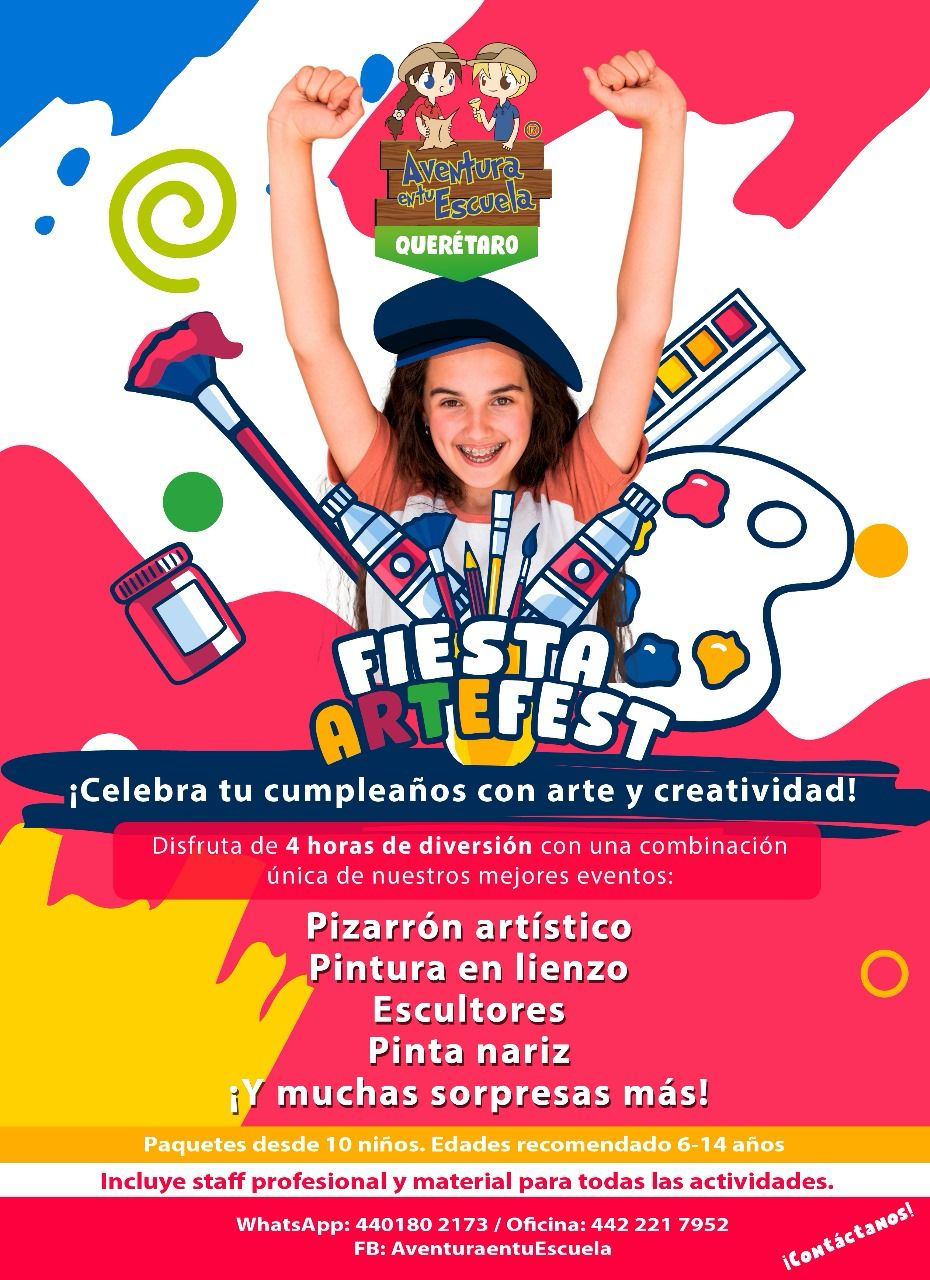 Aventura
en tu Escuela
®
QUERÉTARO
FIESTA
ARTEFEST
¡Celebra tu cumpleaños con arte y creatividad!
Disfruta de 4 horas de diversión con una combinación
única de nuestros mejores eventos:
Pizarrón artístico
Pintura en lienzo
Escultores
Pinta nariz
¡Y muchas sorpresas más!
Paquetes desde 10 niños. Edades recomendado 6-14 años
Incluye staff profesional y material para todas las actividades.
WhatsApp: 440180 2173 / Oficina: 442 221 7952
FB: AventuraentuEscuela
¡Contáctanos!